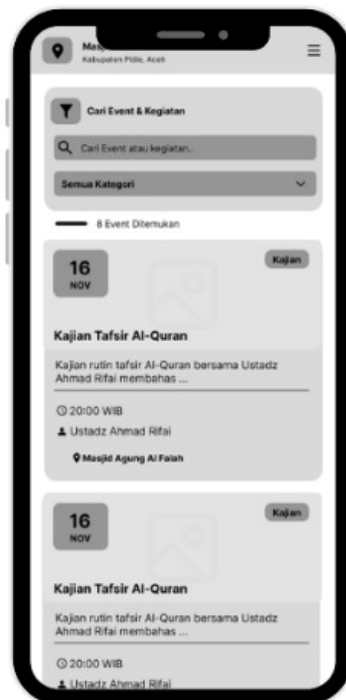 Mas
Kabupaten Pidie, Aceh
Cari Event & Kegiatan
Cari Event atau kegiatan..
Semua Kategori
8 Event Ditemukan
16
NOV
Kajian
Kajian Tafsir Al-Quran
Kajian rutin tafsir Al-Quran bersama Ustadz
Ahmad Rifai membahas ...
20:00 WIB
Ustadz Ahmad Rifai
Masjid Agung Al Falah
16
NOV
Kajian
Kajian Tafsir Al-Quran
Kajian rutin tafsir Al-Quran bersama Ustadz
Ahmad Rifai membahas ...
20:00 WIB
Ustadz Ahmad Rifai